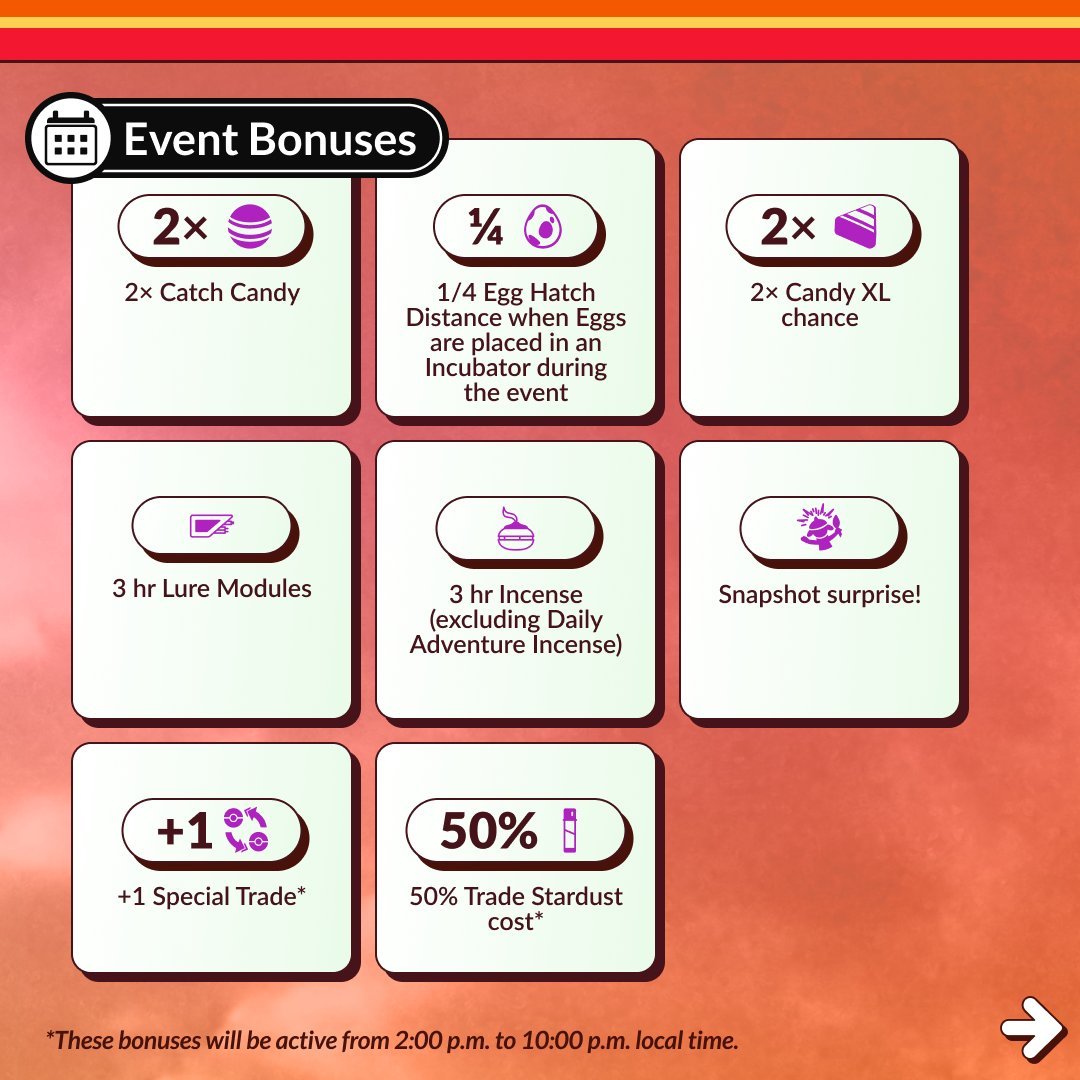 Event Bonuses
2×
2× Catch Candy
¼
1/4 Egg Hatch
Distance when Eggs
are placed in an
Incubator during
the event
2×
2× Candy XL
chance
3 hr Lure Modules
3 hr Incense
(excluding Daily
Adventure Incense)
Snapshot surprise!
+1
+1 Special Trade*
50%
50% Trade Stardust
cost*
*These bonuses will be active from 2:00 p.m. to 10:00 p.m. local time.